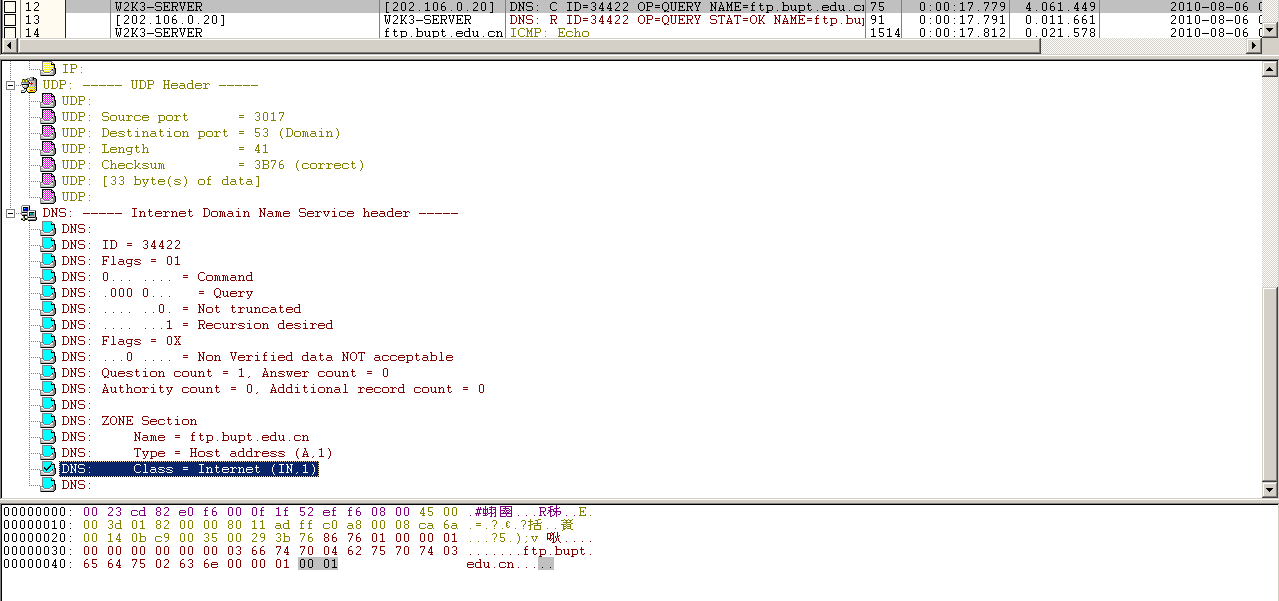 12 W2K3-SERVER [202.106.0.20] DNS: C ID=34422 OP=QUERY NAME=ftp.bupt.edu.cn 75 0:00:17.779 4.061.449 2010-08-06
13 [202.106.0.20] W2K3-SERVER DNS: R ID=34422 OP=QUERY STAT=OK NAME=ftp.bu 91 0:00:17.791 0.011.661 2010-08-06
14 W2K3-SERVER ftp.bupt.edu.cn ICMP: Echo 1514 0:00:17.812 0.021.578 2010-08-06
IP:
UDP: ----- UDP Header -----
UDP:
UDP: Source port = 3017
UDP: Destination port = 53 (Domain)
UDP: Length = 41
UDP: Checksum = 3B76 (correct)
UDP: [33 byte(s) of data]
UDP:
DNS: ----- Internet Domain Name Service header -----
DNS:
DNS: ID = 34422
DNS: Flags = 01
DNS: 0... .... = Command
DNS: .000 0... = Query
DNS: .... ..0. = Not truncated
DNS: .... ...1 = Recursion desired
DNS: Flags = 0X
DNS: ...0 .... = Non Verified data NOT acceptable
DNS: Question count = 1, Answer count = 0
DNS: Authority count = 0, Additional record count = 0
DNS:
DNS: ZONE Section
DNS: Name = ftp.bupt.edu.cn
DNS: Type = Host address (A,1)
DNS: Class = Internet (IN,1)
DNS:
00000000: 00 23 cd 82 e0 f6 00 0f 1f 52 ef f6 08 00 45 00 .#蛡圏...R秭..E.
00000010: 00 3d 01 82 00 00 80 11 ad ff c0 a8 00 08 ca 6a .=.?.€.?括..資
00000020: 00 14 0b c9 00 35 00 29 3b 76 86 76 01 00 00 01 ...?5.);v 啾....
00000030: 00 00 00 00 00 00 03 66 74 70 04 62 75 70 74 03 .......ftp.bupt.
00000040: 65 64 75 02 63 6e 00 00 01 00 01 edu.cn.....